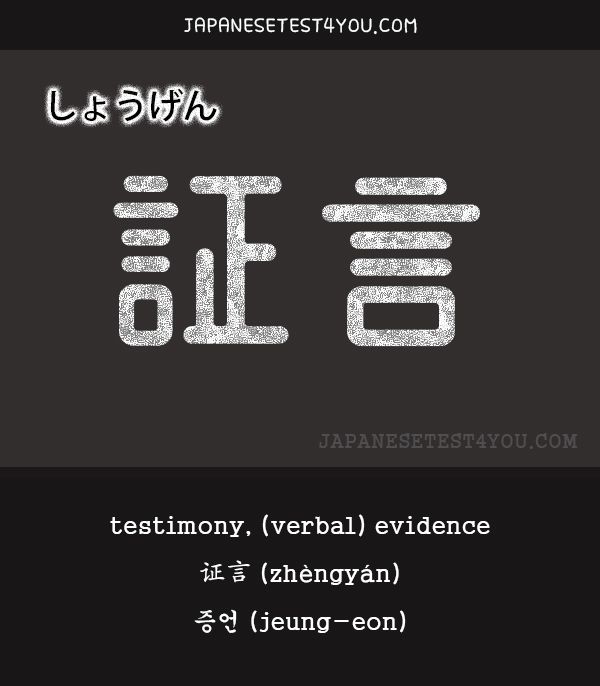 JAPANESETEST4YOU.COM
しょうげん
証言
JAPANESETEST4YOU.COM
testimony, (verbal) evidence
证言 (zhèngyán)
증언 (jeung-eon)